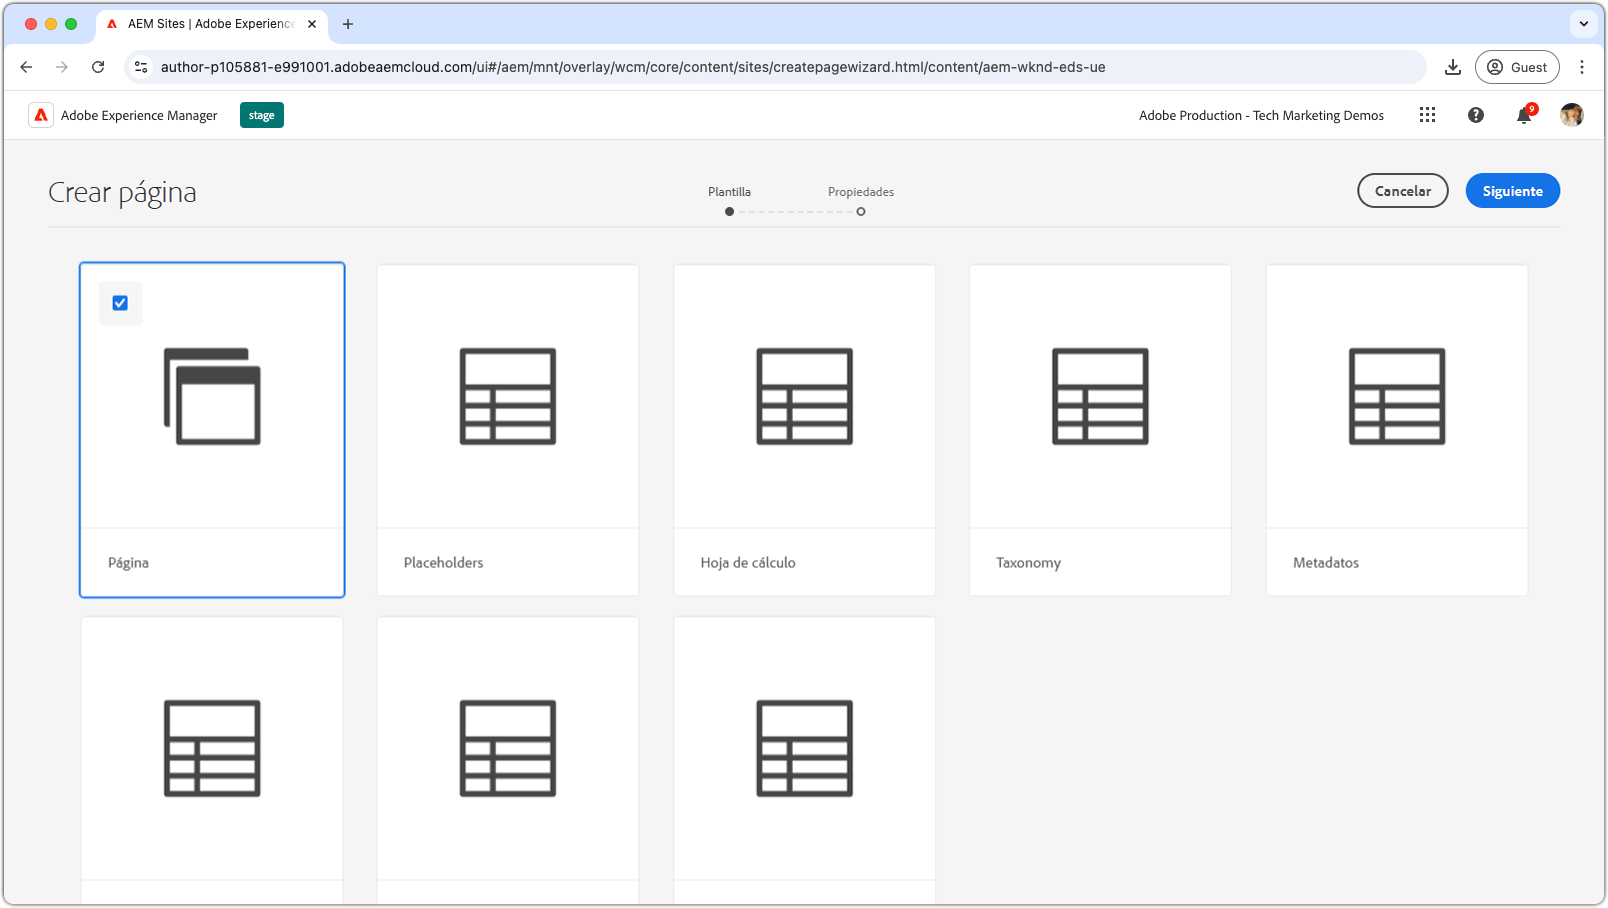 AEM Sites | Adobe Experience
author-p105881-e991001.adobeaemcloud.com/ui#/aem/mnt/overlay/wcm/core/content/sites/createpagewizard.html/content/aem-wknd-eds-ue
Guest
Adobe Experience Manager
stage
Adobe Production - Tech Marketing Demos
9
Crear página
Plantilla
Propiedades
Cancelar
Siguiente
Página
Placeholders
Hoja de cálculo
Taxonomy
Metadatos